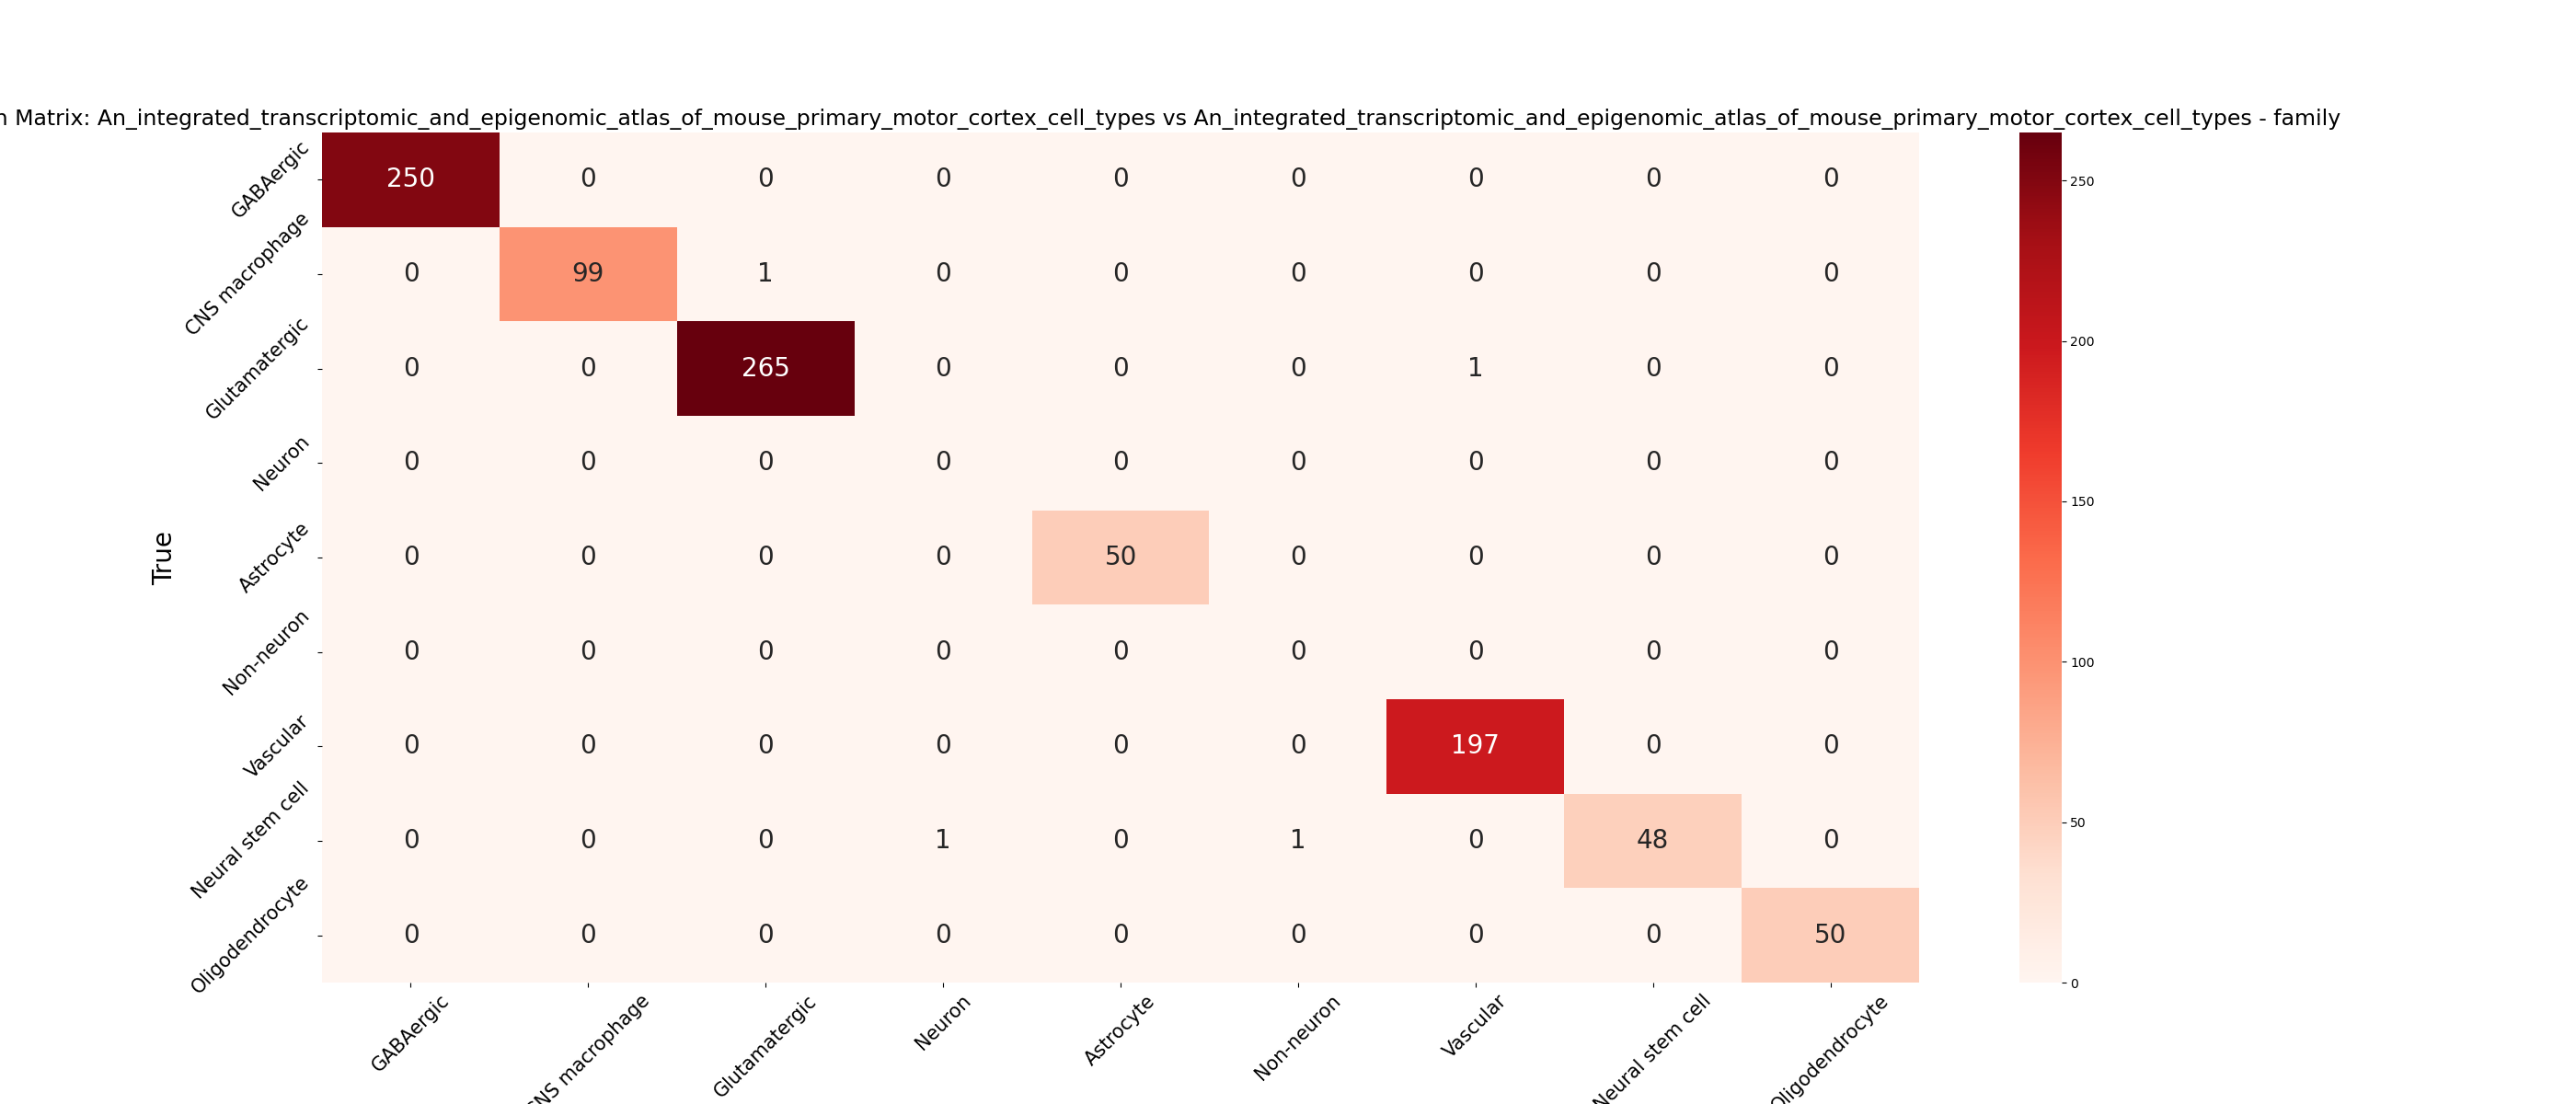 Matrix: An_integrated_transcriptomic_and_epigenomic_atlas_of_mouse_primary_motor_cortex_cell_types vs An_integrated_transcriptomic_and_epigenomic_atlas_of_mouse_primary_motor_cortex_cell_types - family
True
GABAergic 250 0 0 0 0 0 0 0 0
CNS macrophage 0 99 1 0 0 0 0 0 0
Glutamatergic 0 0 265 0 0 0 1 0 0
Neuron 0 0 0 0 0 0 0 0 0
Astrocyte 0 0 0 0 50 0 0 0 0
Non-neuron 0 0 0 0 0 0 0 0 0
Vascular 0 0 0 0 0 0 197 0 0
Neural stem cell 0 0 0 1 0 1 0 48 0
Oligodendrocyte 0 0 0 0 0 0 0 0 50
GABAergic CNS macrophage Glutamatergic Neuron Astrocyte Non-neuron Vascular Neural stem cell Oligodendrocyte
250
200
150
100
50
0